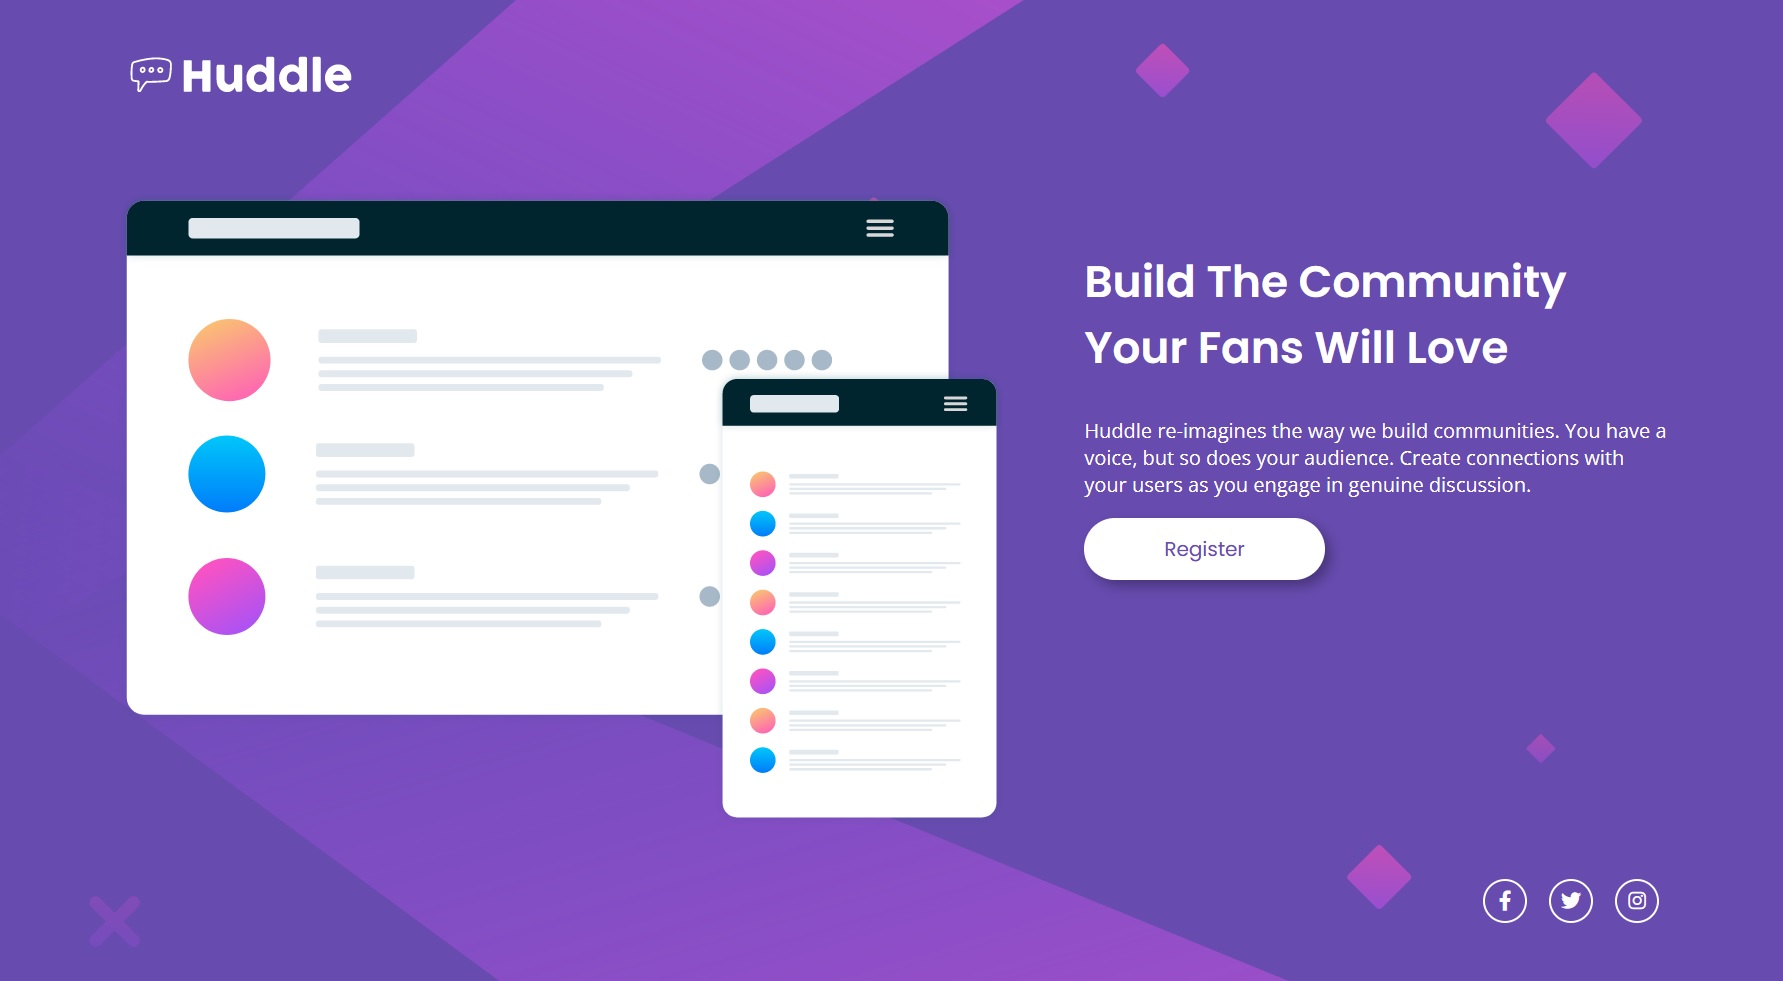 Huddle
Build The Community
Your Fans Will Love
Huddle re-imagines the way we build communities. You have a
voice, but so does your audience. Create connections with
your users as you engage in genuine discussion.
Register